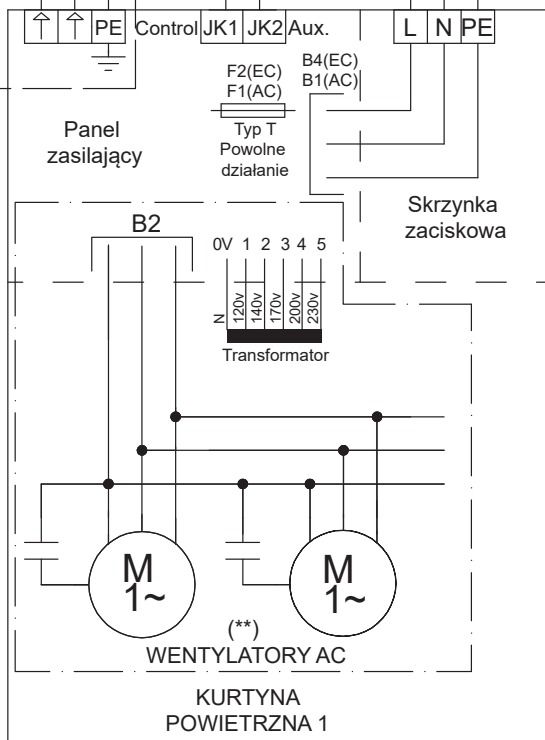 PE Control JK1 JK2 Aux. L N PE
F2(EC)
F1(AC)
B4(EC)
B1(AC)
Typ T
Powolne
działanie
Panel
zasilający
Skrzynka
zaciskowa
B2
0V 1 2 3 4 5
N 120v 140v 170v 200v 230v
Transformator
M
1~
M
1~
(**)
WENTYLATORY AC
KURTYNA
POWIETRZNA 1